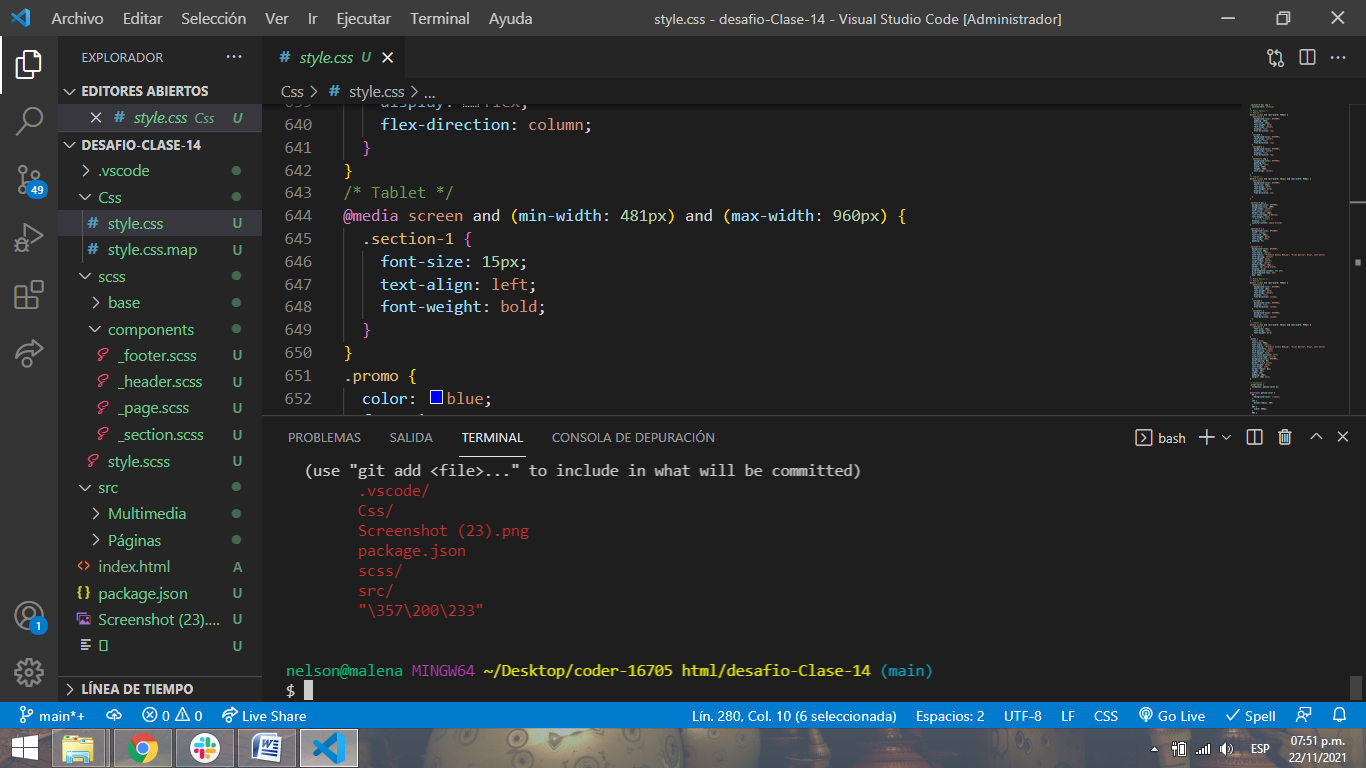 Archivo Editar Selección Ver Ir Ejecutar Terminal Ayuda
style.css - desafio-Clase-14 - Visual Studio Code [Administrador]
EXPLORADOR
EDITORES ABIERTOS
# style.css Css U
DESAFIO-CLASE-14
.vscode
Css
# style.css U
# style.css.map U
scss
base
components
_footer.scss U
_header.scss U
_page.scss U
_section.scss U
style.scss U
src
Multimedia
Páginas
<> index.html A
{} package.json U
Screenshot (23).... U
U
LÍNEA DE TIEMPO
49
1
# style.css U
Css > # style.css > ...
639 display: flex;
640 flex-direction: column;
641 }
642 }
643 /* Tablet */
644 @media screen and (min-width: 481px) and (max-width: 960px) {
645 .section-1 {
646 font-size: 15px;
647 text-align: left;
648 font-weight: bold;
649 }
650 }
651 .promo {
652 color: blue;
PROBLEMAS SALIDA TERMINAL CONSOLA DE DEPURACIÓN
bash
(use "git add <file>..." to include in what will be committed)
.vscode/
Css/
Screenshot (23).png
package.json
scss/
src/
"\357\200\233"
nelson@malena MINGW64 ~/Desktop/coder-16705 html/desafio-Clase-14 (main)
$
main*+ 0 0 Live Share
Lín. 280, Col. 10 (6 seleccionada) Espacios: 2 UTF-8 LF CSS Go Live Spell
ESP
07:51 p.m.
22/11/2021